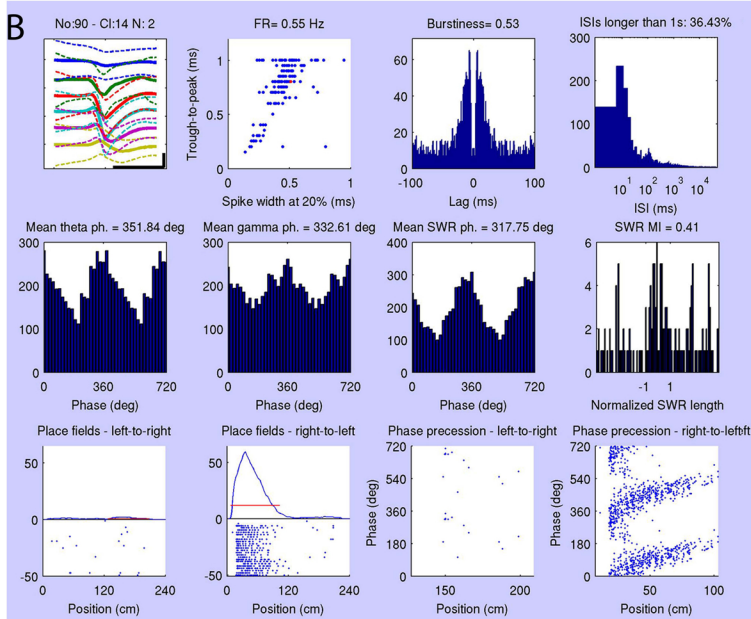 B
No:90 - Cl:14 N: 2
FR= 0.55 Hz
Burstiness= 0.53
ISIs longer than 1s: 36.43%
Trough-to-peak (ms)
1
0.5
0
0 0.5 1
Spike width at 20% (ms)
60
40
20
0
-100 0 100
Lag (ms)
300
200
100
0
10^1 10^2 10^3 10^4
ISI (ms)
Mean theta ph. = 351.84 deg
Mean gamma ph. = 332.61 deg
Mean SWR ph. = 317.75 deg
SWR MI = 0.41
300
200
100
0
0 360 720
Phase (deg)
300
200
100
0
0 360 720
Phase (deg)
400
300
200
100
0
0 360 720
Phase (deg)
6
4
2
0
-1 1
Normalized SWR length
Place fields - left-to-right
Place fields - right-to-left
Phase precession - left-to-right
Phase precession - right-to-left
50
0
-50
0 120 240
Position (cm)
50
0
-50
0 120 240
Position (cm)
Phase (deg)
720
540
360
180
0
150 200
Position (cm)
Phase (deg)
720
540
360
180
0
50 100
Position (cm)